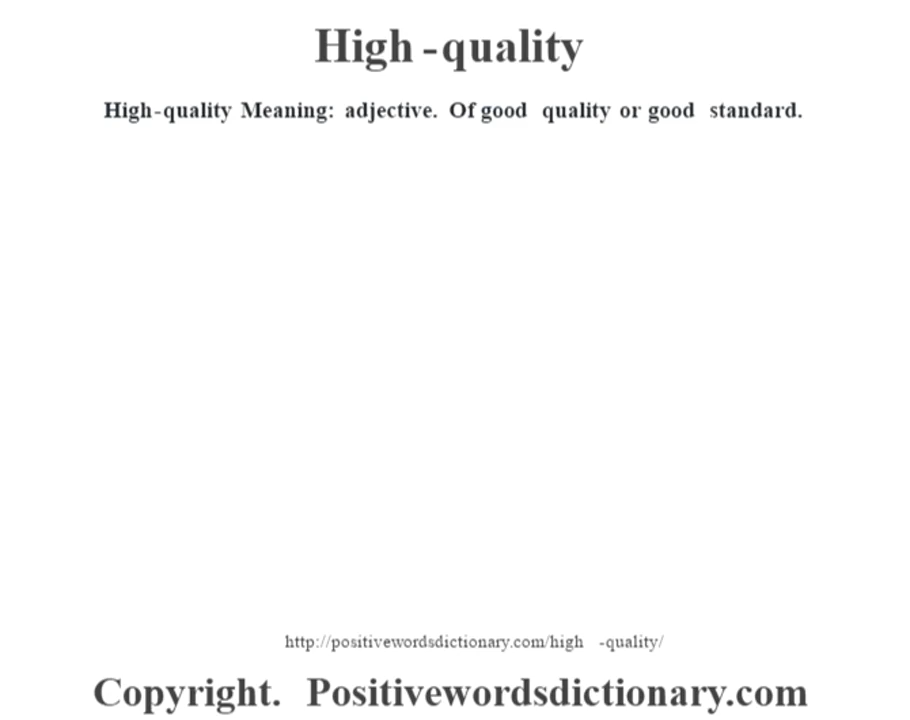 High-quality
High-quality Meaning: adjective. Of good quality or good standard.
http://positivewordsdictionary.com/high -quality/
Copyright. Positivewordsdictionary.com